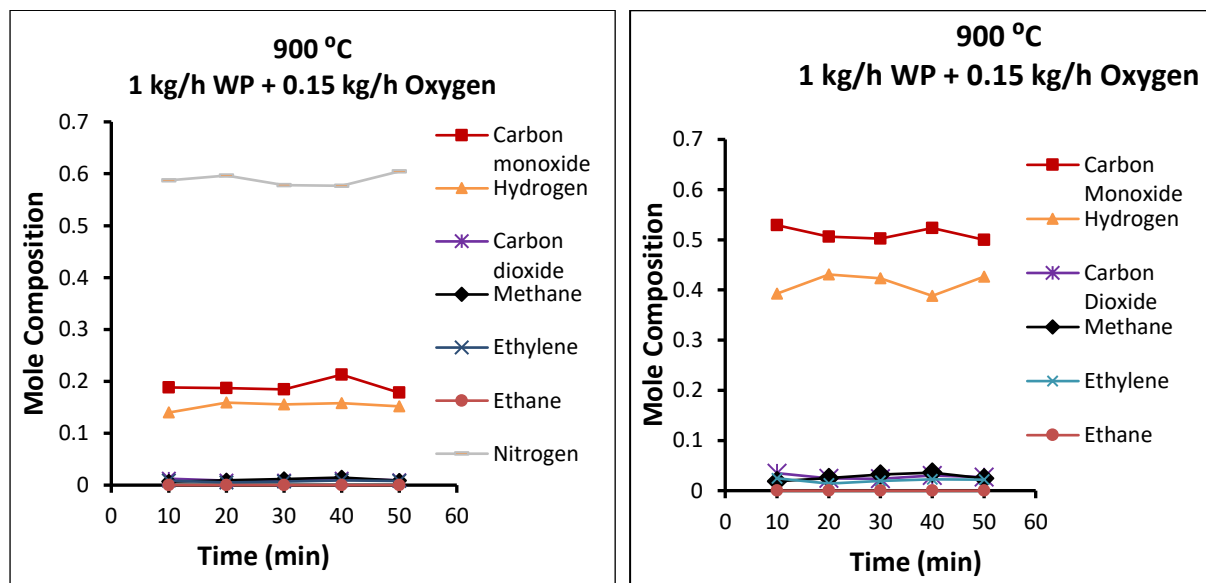 900 ⁰C
1 kg/h WP + 0.15 kg/h Oxygen
Mole Composition
0.7
0.6
0.5
0.4
0.3
0.2
0.1
0
0 10 20 30 40 50 60
Time (min)
Carbon
monoxide
Hydrogen
Carbon
dioxide
Methane
Ethylene
Ethane
Nitrogen
900 ⁰C
1 kg/h WP + 0.15 kg/h Oxygen
Mole Composition
0.7
0.6
0.5
0.4
0.3
0.2
0.1
0
0 10 20 30 40 50 60
Time (min)
Carbon
Monoxide
Hydrogen
Carbon
Dioxide
Methane
Ethylene
Ethane